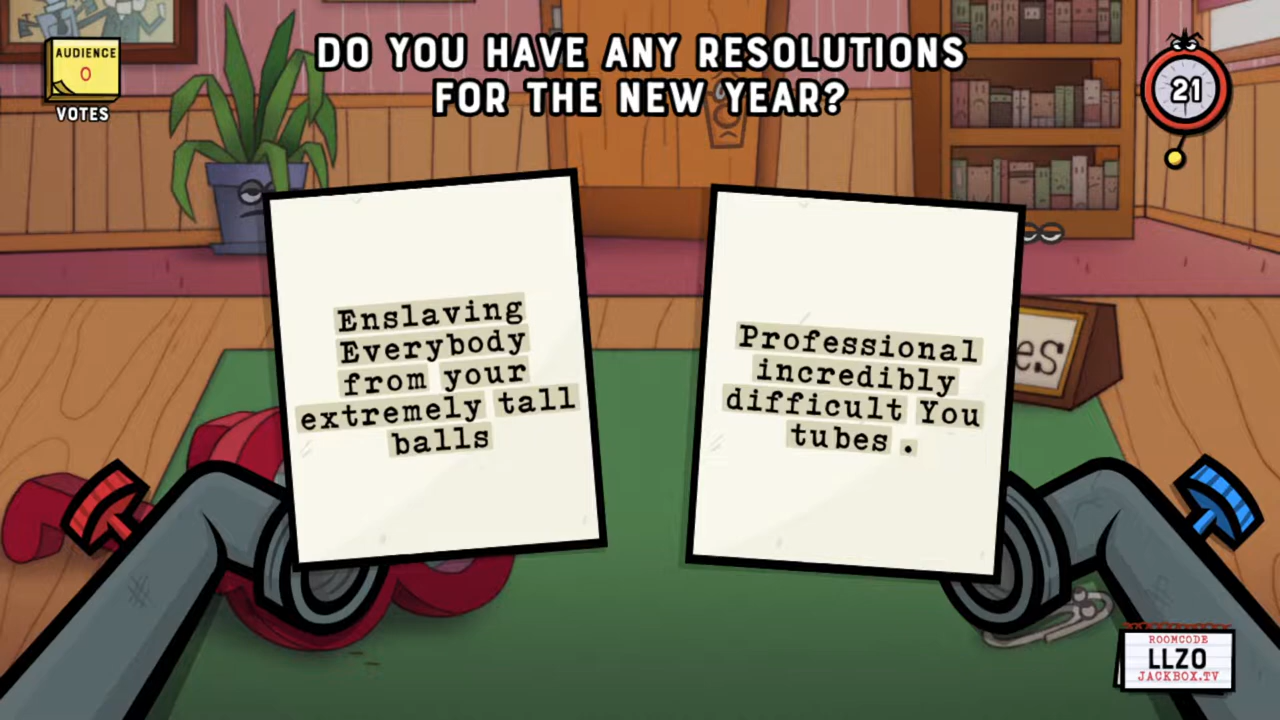 AUDIENCE
0
VOTES
DO YOU HAVE ANY RESOLUTIONS
FOR THE NEW YEAR?
21
Enslaving
Everybody
from your
extremely tall
balls
Professional
incredibly
difficult You
tubes .
ROOMCODE
LLZO
JACKBOX.TV